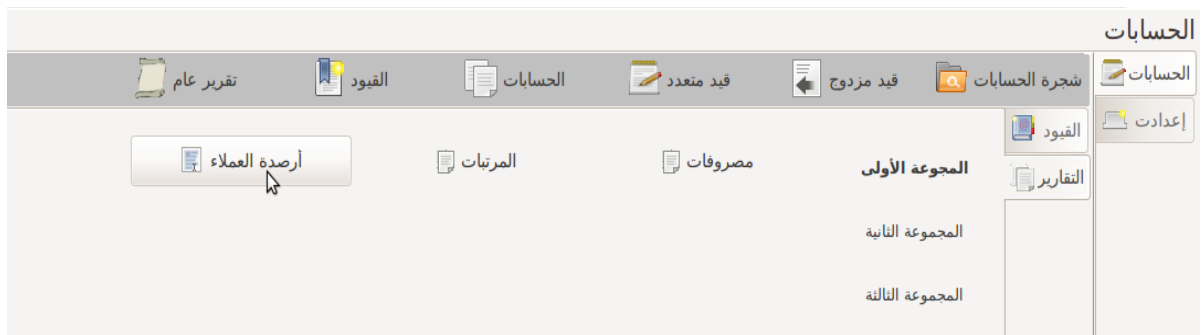 الحسابات
الحسابات
إعدادت
شجرة الحسابات
قيد مزدوج
قيد متعدد
الحسابات
القيود
تقرير عام
القيود
التقارير
المجوعة الأولى
مصروفات
المرتبات
أرصدة العملاء
المجموعة الثانية
المجموعة الثالثة